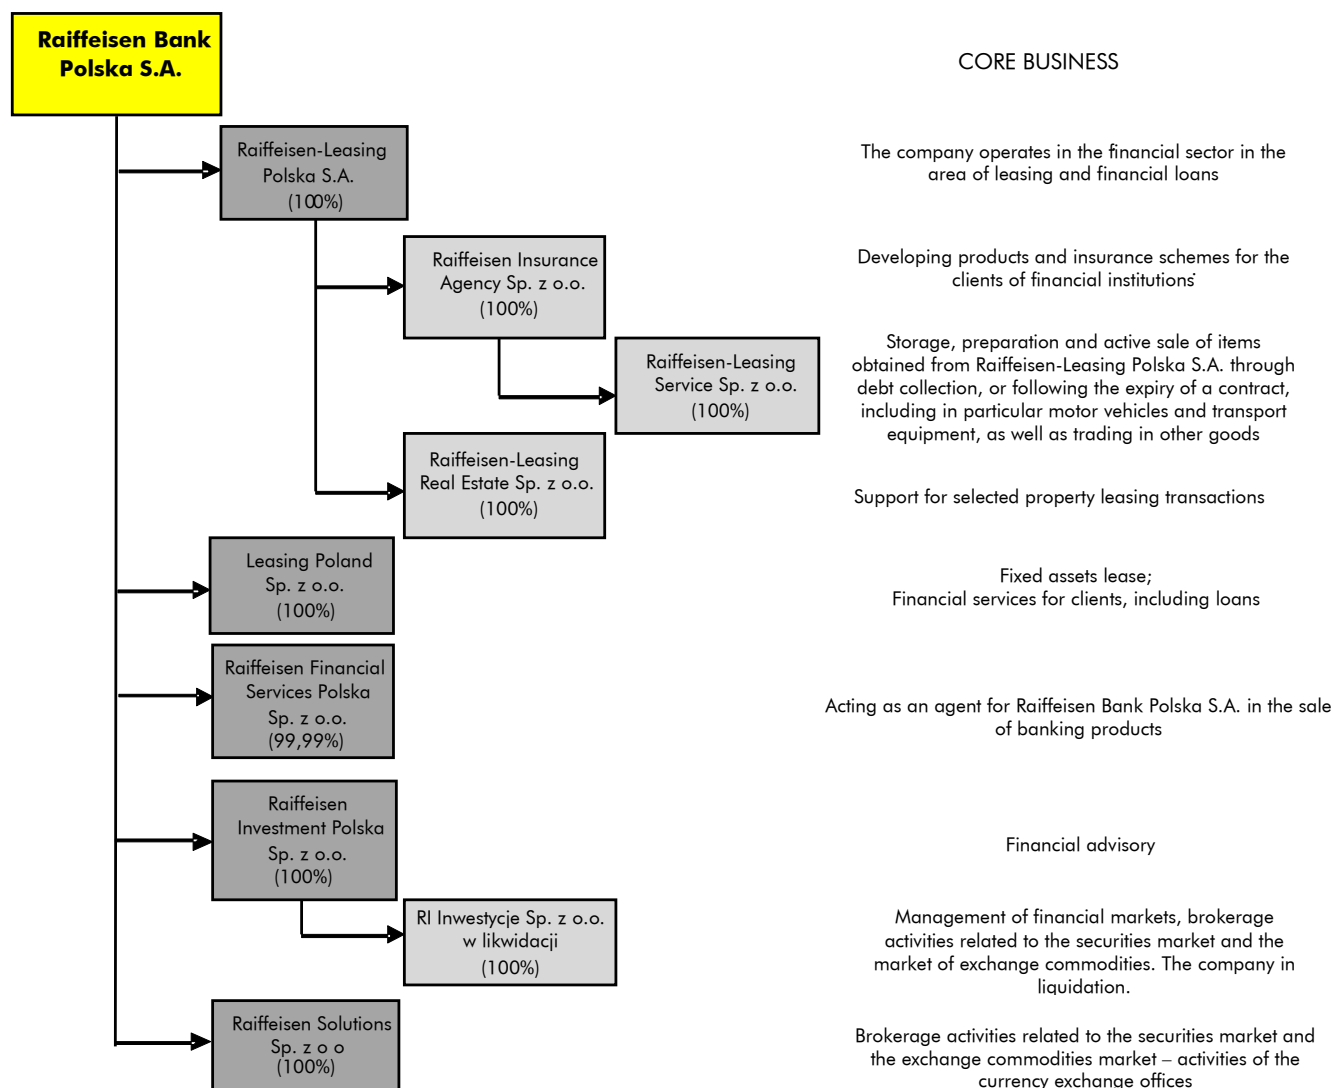 Raiffeisen Bank
Polska S.A.
CORE BUSINESS
Raiffeisen-Leasing
Polska S.A.
(100%)
The company operates in the financial sector in the
area of leasing and financial loans
Raiffeisen Insurance
Agency Sp. z o.o.
(100%)
Developing products and insurance schemes for the
clients of financial institutions
Raiffeisen-Leasing
Service Sp. z o.o.
(100%)
Storage, preparation and active sale of items
obtained from Raiffeisen-Leasing Polska S.A. through
debt collection, or following the expiry of a contract,
including in particular motor vehicles and transport
equipment, as well as trading in other goods
Raiffeisen-Leasing
Real Estate Sp. z o.o.
(100%)
Support for selected property leasing transactions
Leasing Poland
Sp. z o.o.
(100%)
Fixed assets lease;
Financial services for clients, including loans
Raiffeisen Financial
Services Polska
Sp. z o.o.
(99,99%)
Acting as an agent for Raiffeisen Bank Polska S.A. in the sale
of banking products
Raiffeisen
Investment Polska
Sp. z o.o.
(100%)
Financial advisory
RI Inwestycje Sp. z o.o.
w likwidacji
(100%)
Management of financial markets, brokerage
activities related to the securities market and the
market of exchange commodities. The company in
liquidation.
Raiffeisen Solutions
Sp. z o o
(100%)
Brokerage activities related to the securities market and
the exchange commodities market – activities of the
currency exchange offices